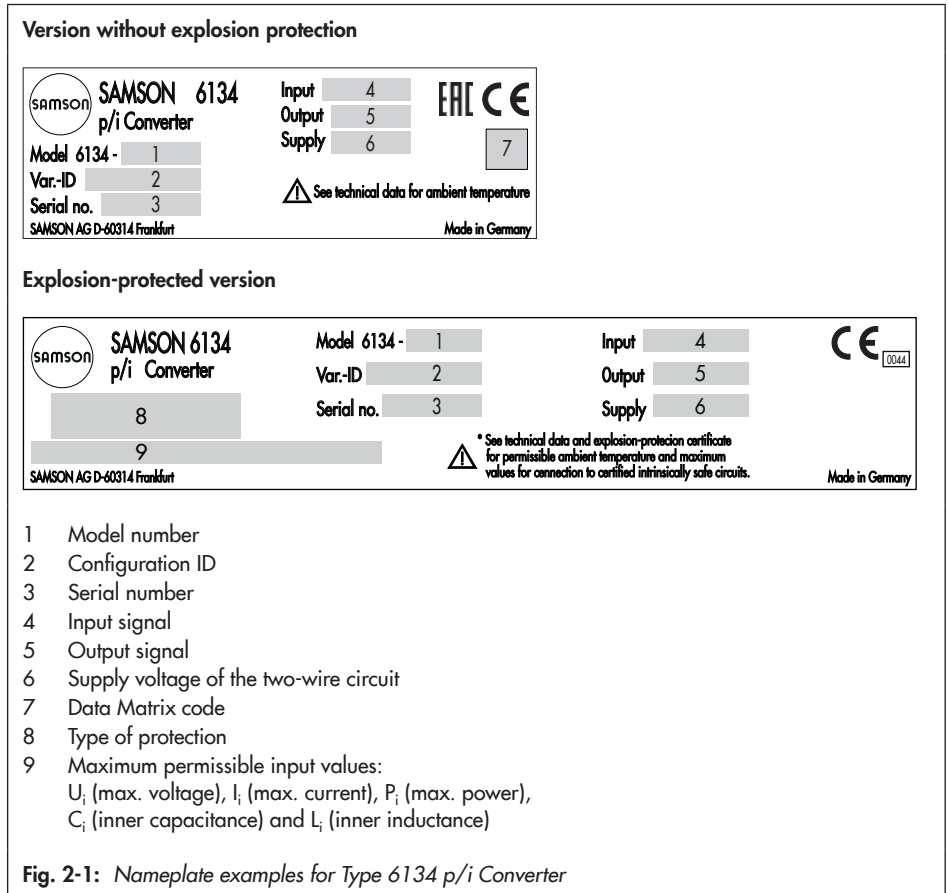 Version without explosion protection
samson
SAMSON 6134
p/i Converter
Model 6134 - 1
Var.-ID 2
Serial no. 3
SAMSON AG D-60314 Frankfurt
Input 4
Output 5
Supply 6
EAC CE
7
See technical data for ambient temperature
Made in Germany
Explosion-protected version
samson
SAMSON 6134
p/i Converter
8
9
SAMSON AG D-60314 Frankfurt
Model 6134 - 1
Var.-ID 2
Serial no. 3
Input 4
Output 5
Supply 6
CE 0044
* See technical data and explosion-protecion certificate
for permissible ambient temperature and maximum
values for cennection to certified intrinsically safe circuits.
Made in Germany
1 Model number
2 Configuration ID
3 Serial number
4 Input signal
5 Output signal
6 Supply voltage of the two-wire circuit
7 Data Matrix code
8 Type of protection
9 Maximum permissible input values:
Ui (max. voltage), Ii (max. current), Pi (max. power),
Ci (inner capacitance) and Li (inner inductance)
Fig. 2-1: Nameplate examples for Type 6134 p/i Converter